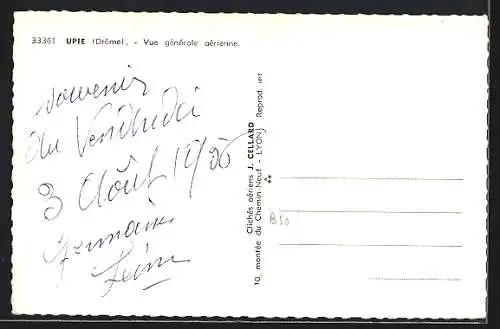 33361 UPIE (Drôme). - Vue générale aérienne.
souvenir
du Vendredi
3 Août 1956
Germaine
Clichés aériens J. CELLARD
10, montée du Chemin-Neuf - LYON) Reprod. int
B50